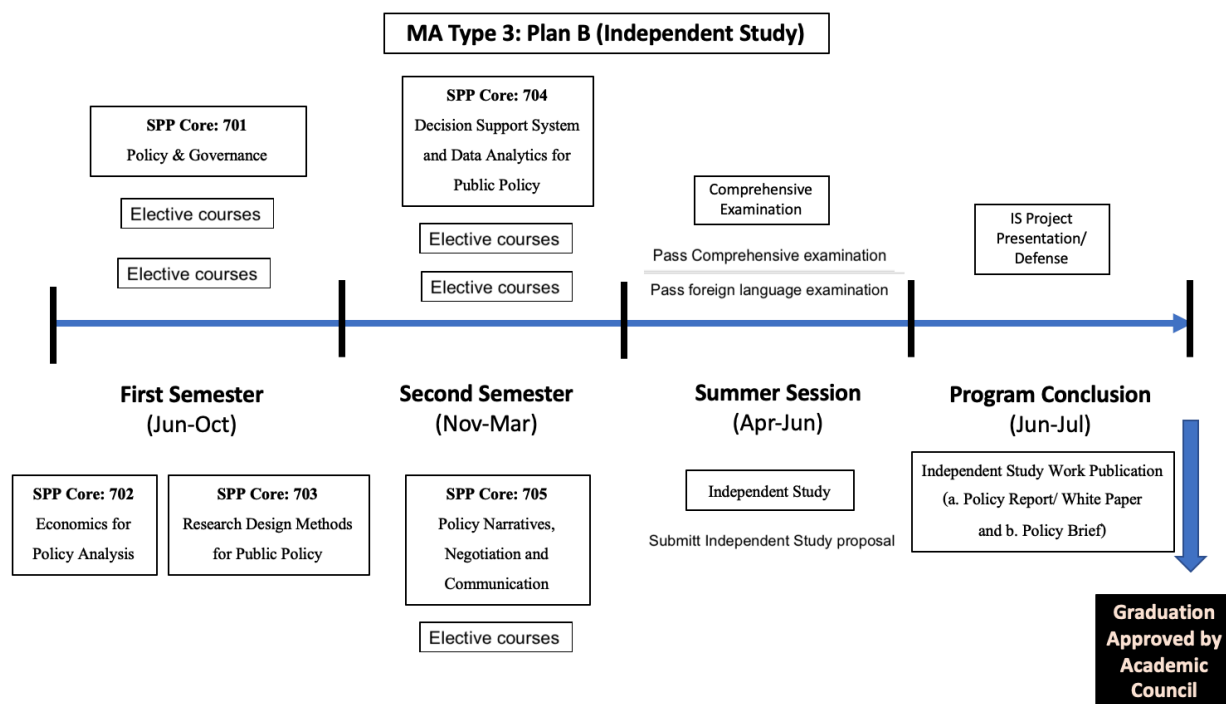 MA Type 3: Plan B (Independent Study)
SPP Core: 701
Policy & Governance
Elective courses
Elective courses
SPP Core: 704
Decision Support System
and Data Analytics for
Public Policy
Elective courses
Elective courses
Comprehensive
Examination
Pass Comprehensive examination
Pass foreign language examination
IS Project
Presentation/
Defense
First Semester
(Jun-Oct)
Second Semester
(Nov-Mar)
Summer Session
(Apr-Jun)
Program Conclusion
(Jun-Jul)
SPP Core: 702
Economics for
Policy Analysis
SPP Core: 703
Research Design Methods
for Public Policy
SPP Core: 705
Policy Narratives,
Negotiation and
Communication
Elective courses
Independent Study
Submitt Independent Study proposal
Independent Study Work Publication
(a. Policy Report/ White Paper
and b. Policy Brief)
Graduation
Approved by
Academic
Council